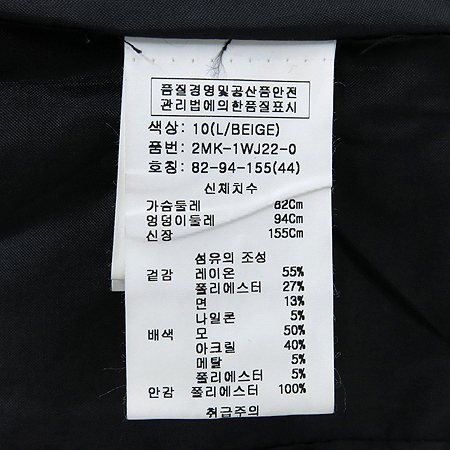 품질경영및공산품안전
관리법에의한품질표시
색상: 10(L/BEIGE)
품번: 2MK-1WJ22-0
호칭: 82-94-155(44)
신체치수
가슴둘레 82Cm
엉덩이둘레 94Cm
신장 155Cm
섬유의 조성
겉감 레이온 55%
폴리에스터 27%
면 13%
나일론 5%
배색 모 50%
아크릴 40%
메탈 5%
폴리에스터 5%
안감 폴리에스터 100%
취급주의